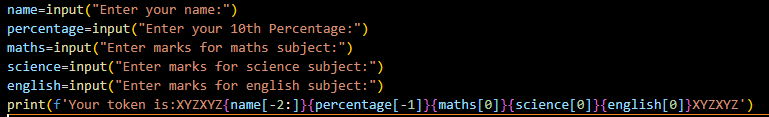 name=input("Enter your name:")
percentage=input("Enter your 10th Percentage:")
maths=input("Enter marks for maths subject:")
science=input("Enter marks for science subject:")
english=input("Enter marks for english subject:")
print(f'Your token is:XYZXYZ{name[-2:]}{percentage[-1]}{maths[0]}{science[0]}{english[0]}XYZXYZ')